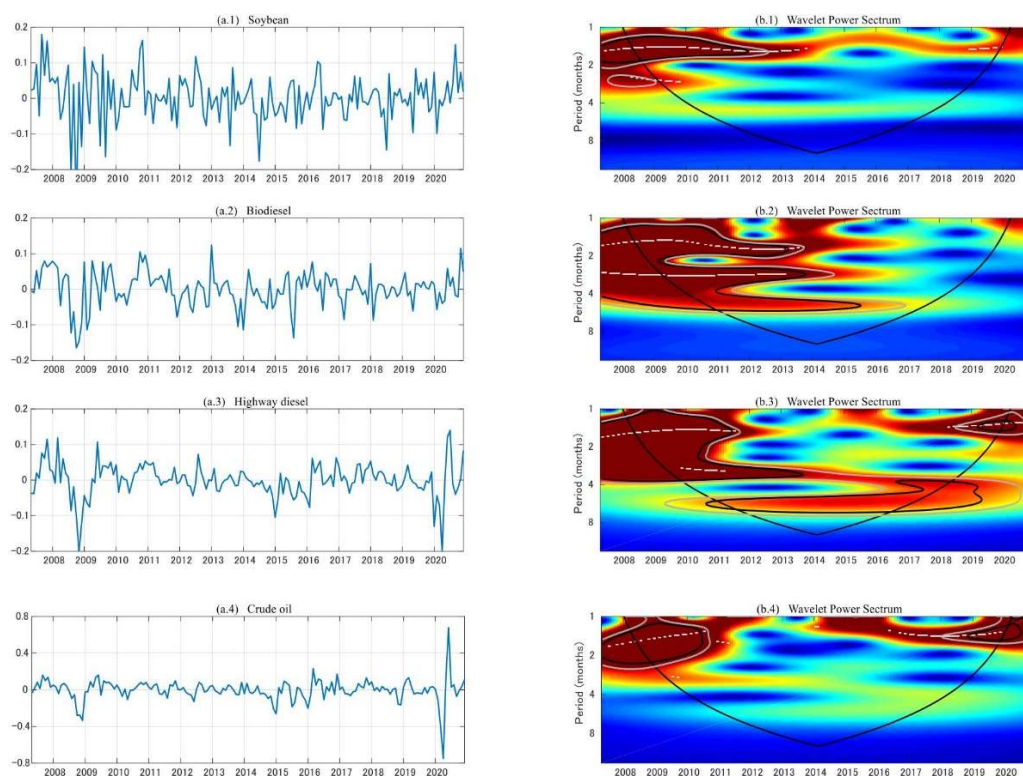 (a.1) Soybean
0.2
0.1
0
−0.1
−0.2
2008 2009 2010 2011 2012 2013 2014 2015 2016 2017 2018 2019 2020
(b.1) Wavelet Power Sectrum
Period (months)
1
2
4
8
2008 2009 2010 2011 2012 2013 2014 2015 2016 2017 2018 2019 2020
(a.2) Biodiesel
0.2
0.1
0
−0.1
−0.2
2008 2009 2010 2011 2012 2013 2014 2015 2016 2017 2018 2019 2020
(b.2) Wavelet Power Sectrum
Period (months)
1
2
4
8
2008 2009 2010 2011 2012 2013 2014 2015 2016 2017 2018 2019 2020
(a.3) Highway diesel
0.2
0.1
0
−0.1
−0.2
2008 2009 2010 2011 2012 2013 2014 2015 2016 2017 2018 2019 2020
(b.3) Wavelet Power Sectrum
Period (months)
1
2
4
8
2008 2009 2010 2011 2012 2013 2014 2015 2016 2017 2018 2019 2020
(a.4) Crude oil
0.8
0.4
0
−0.4
−0.8
2008 2009 2010 2011 2012 2013 2014 2015 2016 2017 2018 2019 2020
(b.4) Wavelet Power Sectrum
Period (months)
1
2
4
8
2008 2009 2010 2011 2012 2013 2014 2015 2016 2017 2018 2019 2020